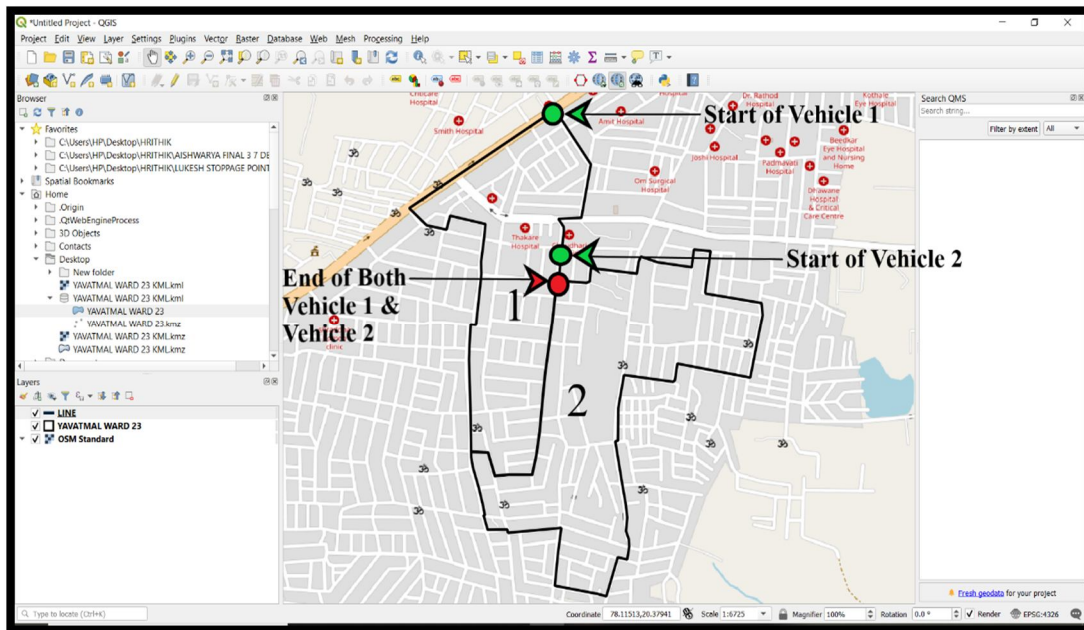 *Untitled Project - QGIS
Project Edit View Layer Settings Plugins Vector Raster Database Web Mesh Processing Help
Browser
Favorites
C:\Users\HP\Desktop\HRITHIK
C:\Users\HP\Desktop\HRITHIK\AISHWARYA FINAL 3 7 DE
C:\Users\HP\Desktop\HRITHIK\LUKESH STOPPAGE POINT
Spatial Bookmarks
Home
.Origin
.QtWebEngineProcess
3D Objects
Contacts
Desktop
New folder
YAVATMAL WARD 23 KML.kml
YAVATMAL WARD 23 KML.kml
YAVATMAL WARD 23
YAVATMAL WARD 23.kmz
YAVATMAL WARD 23 KML.kmz
YAVATMAL WARD 23 KML.kmz
Layers
LINE
YAVATMAL WARD 23
OSM Standard
Hospital
Smith Hospital
Start of Vehicle 1
Amit Hospital
Dr. Rathod
Hospital
Kothale
Eye Hospital
Joshi Hospital
Padmavati
Hospital
Beedkar
Eye Hospital
and Nursing
Home
Om Surgical
Hospital
Dhawane
Hospital
& Critical
Care Centre
Thakare
Hospital
Start of Vehicle 2
End of Both
Vehicle 1 &
Vehicle 2
clinic
1
2
Search QMS
Search string...
Filter by extent All
Fresh geodata for your project
Type to locate (Ctrl+K)
Coordinate 78.11513,20.37941 Scale 1:6725 Magnifier 100% Rotation 0.0 ° Render EPSG:4326